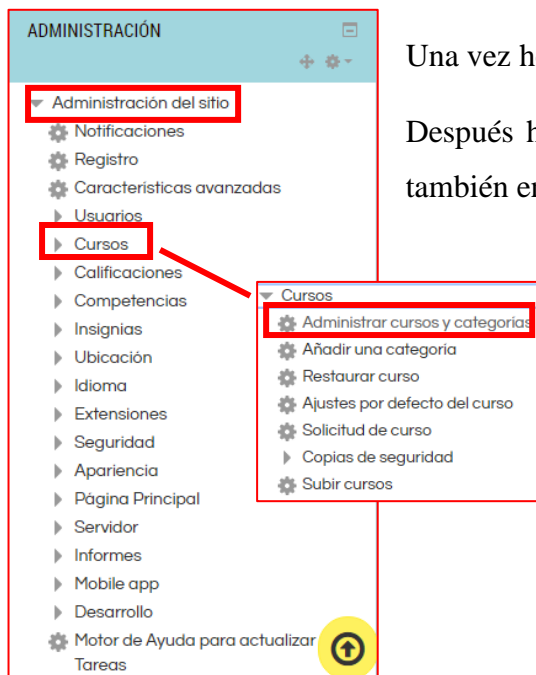 ADMINISTRACIÓN
Una vez h
Después h
también en
Administración del sitio
Notificaciones
Registro
Características avanzadas
Usuarios
Cursos
Calificaciones
Competencias
Insignias
Ubicación
Idioma
Extensiones
Seguridad
Apariencia
Página Principal
Servidor
Informes
Mobile app
Desarrollo
Motor de Ayuda para actualizar
Tareas
Cursos
Administrar cursos y categorías
Añadir una categoría
Restaurar curso
Ajustes por defecto del curso
Solicitud de curso
Copias de seguridad
Subir cursos